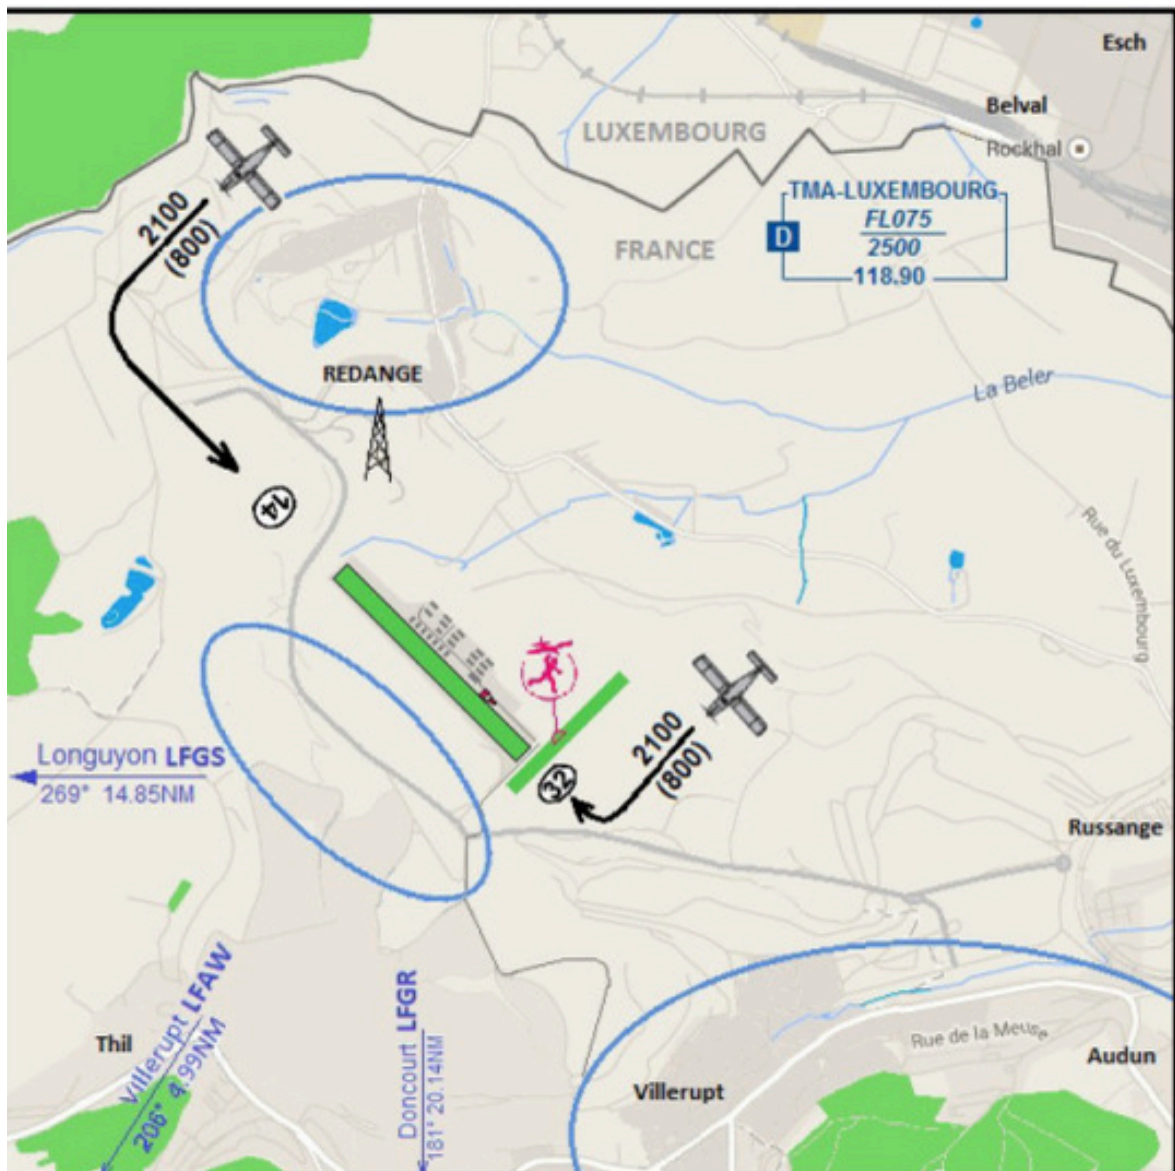 Esch
Belval
LUXEMBOURG
Rockhal
TMA-LUXEMBOURG
FL075
D
2500
118.90
2100
(800)
FRANCE
REDANGE
La Beler
14
Rue du Luxembourg
2100
(800)
32
Longuyon LFGS
269° 14.85NM
Russange
Villerupt LFAW
206° 4.99NM
Doncourt LFGR
181° 20.14NM
Thil
Rue de la Meuse
Villerupt
Audun